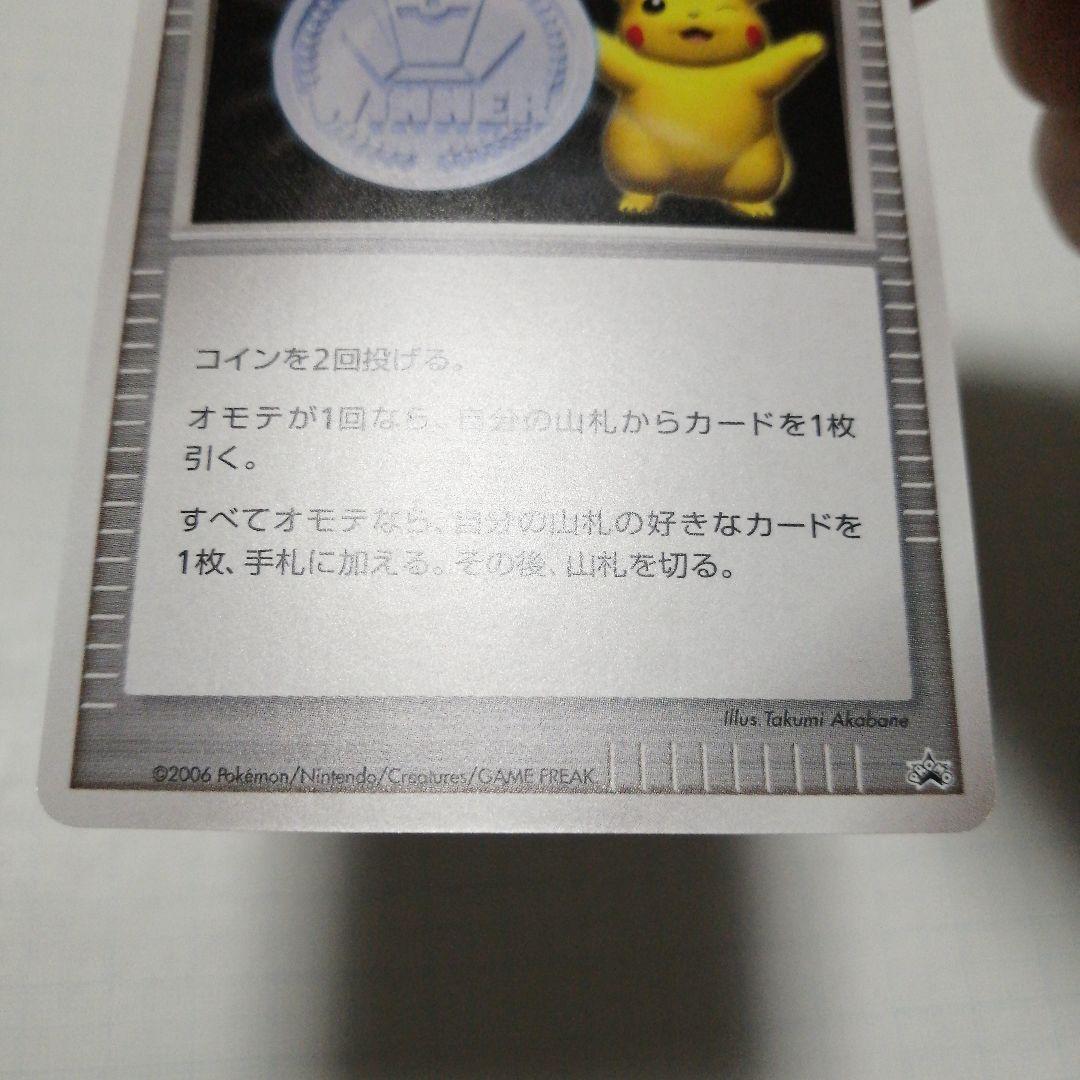 WINNER
コインを2回投げる。
オモテが1回なら、自分の山札からカードを1枚
引く。
すべてオモテなら、自分の山札の好きなカードを
1枚、手札に加える。その後、山札を切る。
Illus. Takumi Akabane
©2006 Pokémon/Nintendo/Creatures/GAME FREAK.
PROMO